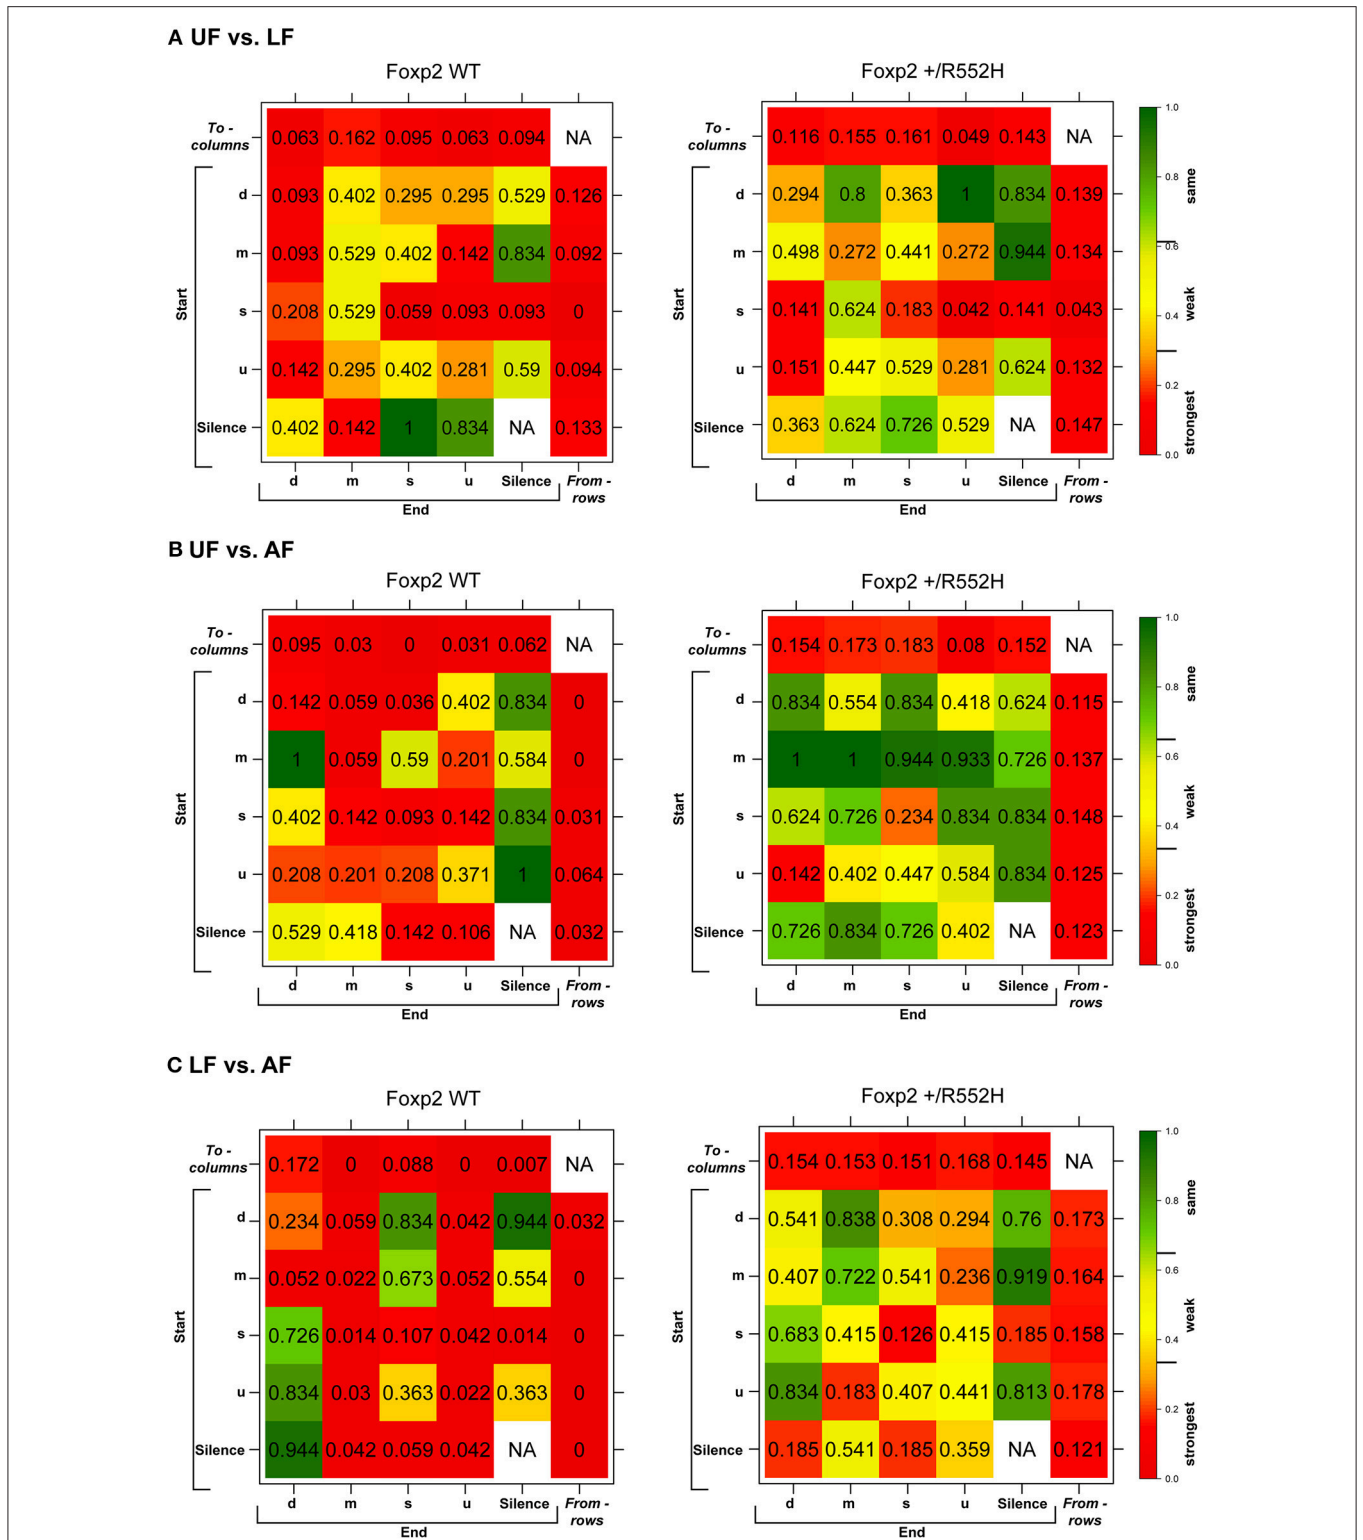 A UF vs. LF
Foxp2 WT
To -
columns
0.063 0.162 0.095 0.063 0.094 NA
d 0.093 0.402 0.295 0.295 0.529 0.126
m 0.093 0.529 0.402 0.142 0.834 0.092
s 0.208 0.529 0.059 0.093 0.093 0
u 0.142 0.295 0.402 0.281 0.59 0.094
Silence 0.402 0.142 1 0.834 NA 0.133
Start
d m s u Silence From -
rows
End
Foxp2 +/R552H
To -
columns
0.116 0.155 0.161 0.049 0.143 NA
d 0.294 0.8 0.363 1 0.834 0.139
m 0.498 0.272 0.441 0.272 0.944 0.134
s 0.141 0.624 0.183 0.042 0.141 0.043
u 0.151 0.447 0.529 0.281 0.624 0.132
Silence 0.363 0.624 0.726 0.529 NA 0.147
Start
d m s u Silence From -
rows
End
1.0
0.8
0.6
0.4
0.2
0.0
same
weak
strongest
B UF vs. AF
Foxp2 WT
To -
columns
0.095 0.03 0 0.031 0.062 NA
d 0.142 0.059 0.036 0.402 0.834 0
m 1 0.059 0.59 0.201 0.584 0
s 0.402 0.142 0.093 0.142 0.834 0.031
u 0.208 0.201 0.208 0.371 1 0.064
Silence 0.529 0.418 0.142 0.106 NA 0.032
Start
d m s u Silence From -
rows
End
Foxp2 +/R552H
To -
columns
0.154 0.173 0.183 0.08 0.152 NA
d 0.834 0.554 0.834 0.418 0.624 0.115
m 1 1 0.944 0.933 0.726 0.137
s 0.624 0.726 0.234 0.834 0.834 0.148
u 0.142 0.402 0.447 0.584 0.834 0.125
Silence 0.726 0.834 0.726 0.402 NA 0.123
Start
d m s u Silence From -
rows
End
1.0
0.8
0.6
0.4
0.2
0.0
same
weak
strongest
C LF vs. AF
Foxp2 WT
To -
columns
0.172 0 0.088 0 0.007 NA
d 0.234 0.059 0.834 0.042 0.944 0.032
m 0.052 0.022 0.673 0.052 0.554 0
s 0.726 0.014 0.107 0.042 0.014 0
u 0.834 0.03 0.363 0.022 0.363 0
Silence 0.944 0.042 0.059 0.042 NA 0
Start
d m s u Silence From -
rows
End
Foxp2 +/R552H
To -
columns
0.154 0.153 0.151 0.168 0.145 NA
d 0.541 0.838 0.308 0.294 0.76 0.173
m 0.407 0.722 0.541 0.236 0.919 0.164
s 0.683 0.415 0.126 0.415 0.185 0.158
u 0.834 0.183 0.407 0.441 0.813 0.178
Silence 0.185 0.541 0.185 0.359 NA 0.121
Start
d m s u Silence From -
rows
End
1.0
0.8
0.6
0.4
0.2
0.0
same
weak
strongest